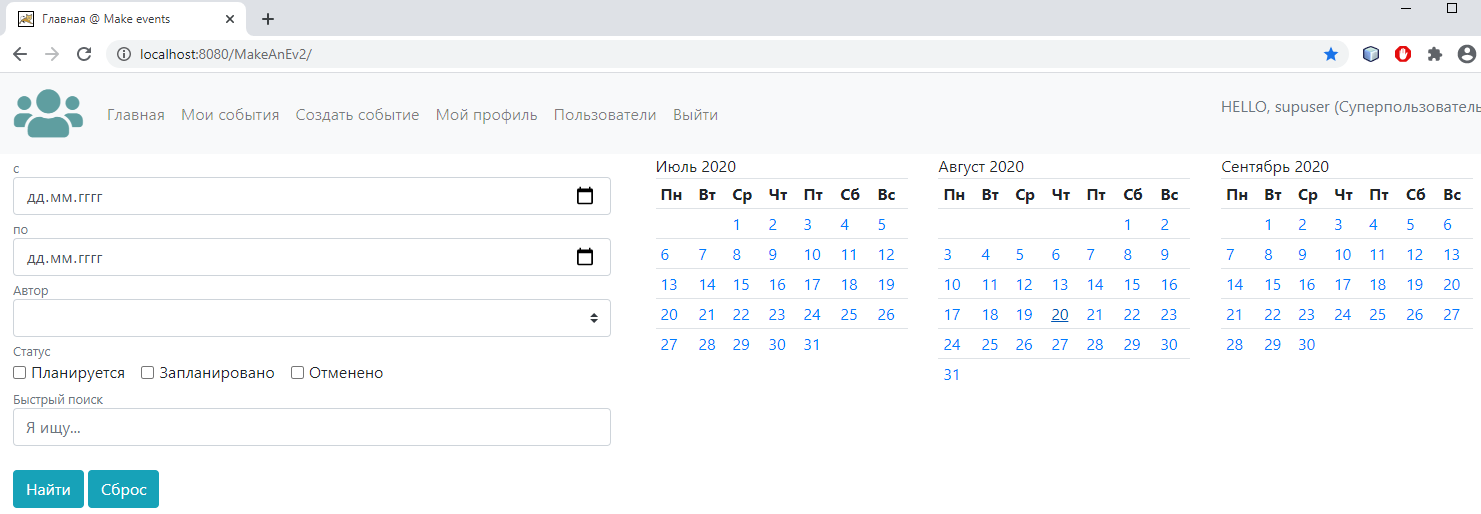 Главная @ Make events
localhost:8080/MakeAnEv2/
Главная Мои события Создать событие Мой профиль Пользователи Выйти
HELLO, supuser (Суперпользователь
с
дд.мм.гггг
по
дд.мм.гггг
Автор
Статус
Планируется Запланировано Отменено
Быстрый поиск
Я ищу...
Найти Сброс
Июль 2020
Пн Вт Ср Чт Пт Сб Вс
1 2 3 4 5
6 7 8 9 10 11 12
13 14 15 16 17 18 19
20 21 22 23 24 25 26
27 28 29 30 31
Август 2020
Пн Вт Ср Чт Пт Сб Вс
1 2
3 4 5 6 7 8 9
10 11 12 13 14 15 16
17 18 19 20 21 22 23
24 25 26 27 28 29 30
31
Сентябрь 2020
Пн Вт Ср Чт Пт Сб Вс
1 2 3 4 5 6
7 8 9 10 11 12 13
14 15 16 17 18 19 20
21 22 23 24 25 26 27
28 29 30